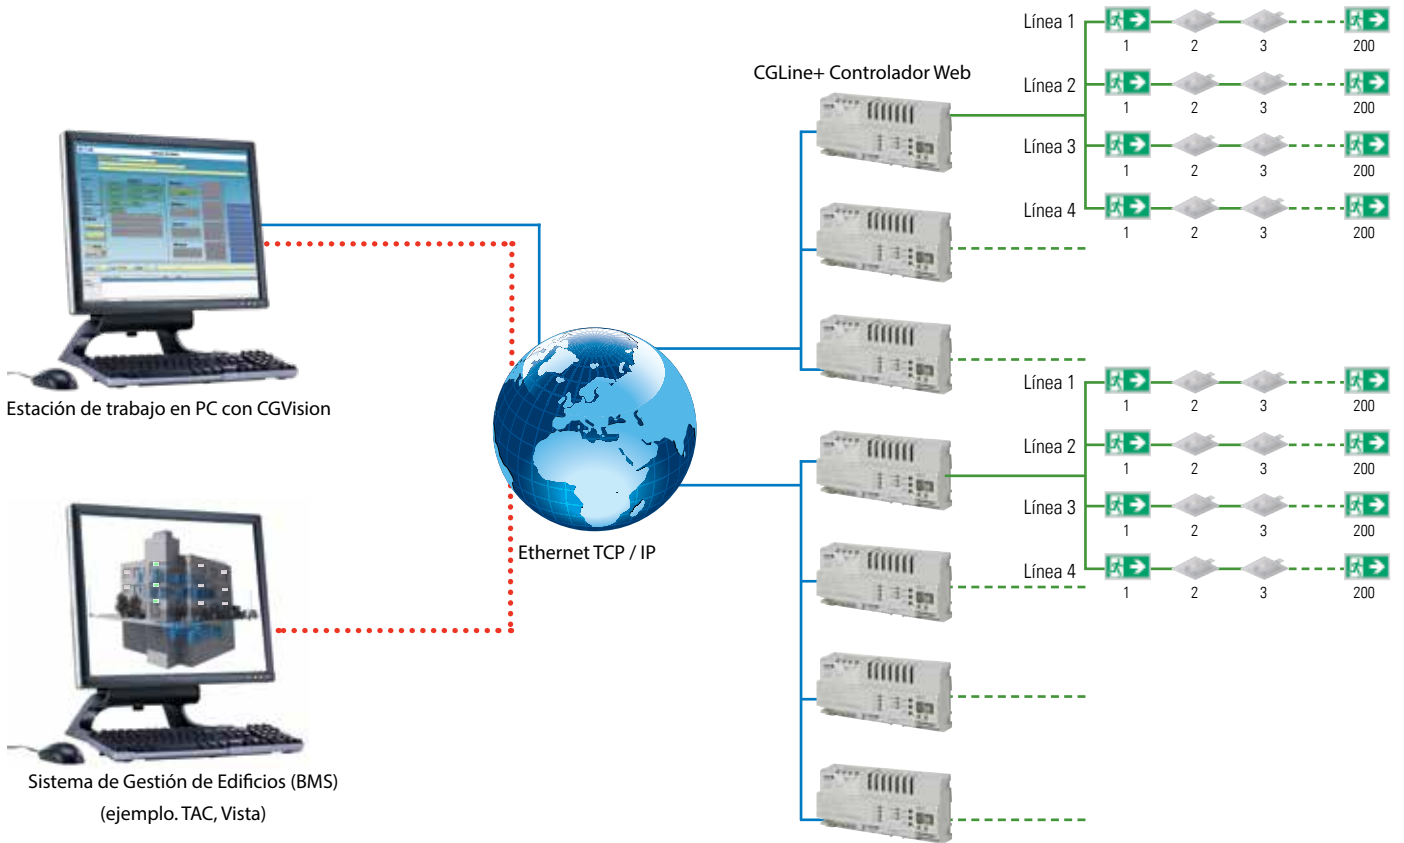 Línea 1
1 2 3 200
CGLine+ Controlador Web
Línea 2
1 2 3 200
Línea 3
1 2 3 200
Línea 4
1 2 3 200
Estación de trabajo en PC con CGVision
Línea 1
1 2 3 200
Línea 2
1 2 3 200
Línea 3
1 2 3 200
Línea 4
1 2 3 200
Ethernet TCP / IP
Sistema de Gestión de Edificios (BMS)
(ejemplo. TAC, Vista)